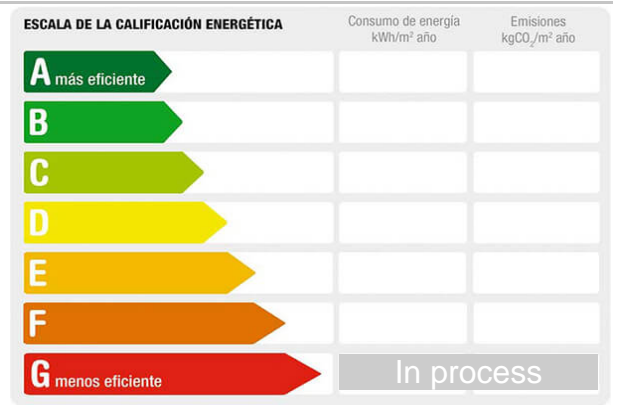 ESCALA DE LA CALIFICACIÓN ENERGÉTICA
Consumo de energía
kWh/m² año
Emisiones
kgCO₂/m² año
A más eficiente
B
C
D
E
F
G menos eficiente
In process